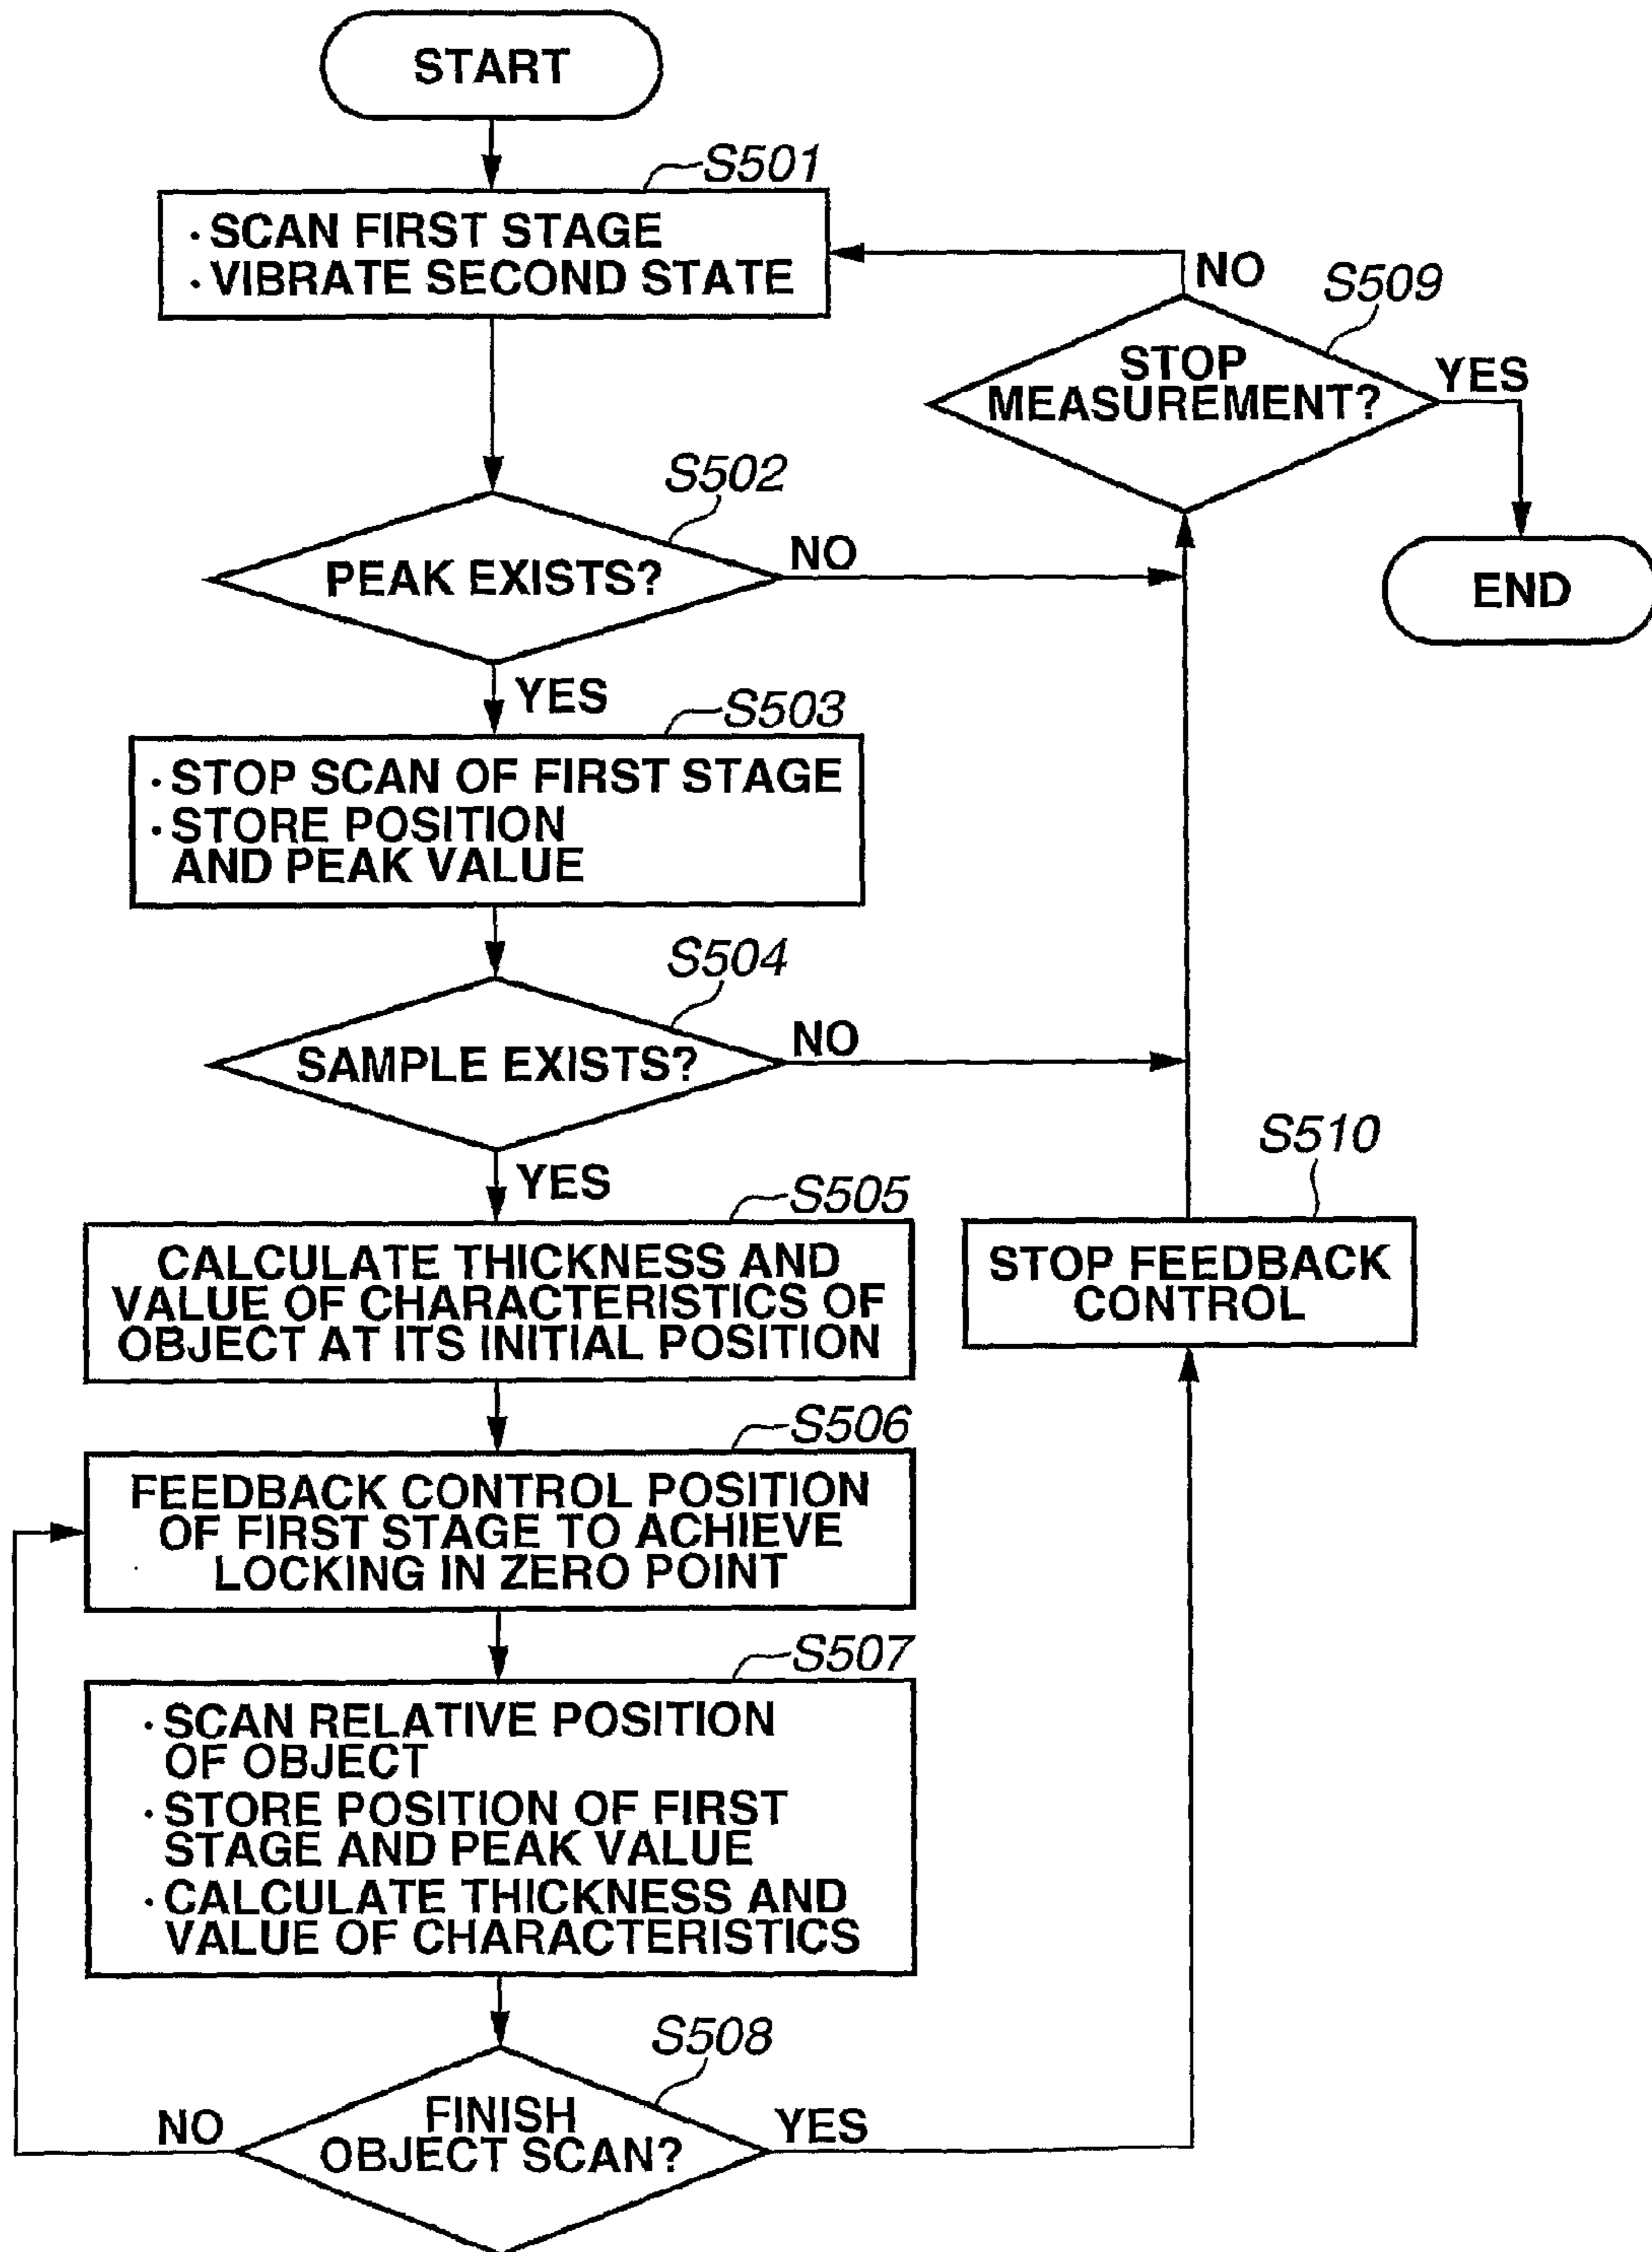 START
S501
· SCAN FIRST STAGE
· VIBRATE SECOND STATE
NO
S509
STOP
MEASUREMENT?
YES
END
S502
PEAK EXISTS?
NO
YES
S503
· STOP SCAN OF FIRST STAGE
· STORE POSITION
AND PEAK VALUE
S504
SAMPLE EXISTS?
NO
YES
S505
CALCULATE THICKNESS AND
VALUE OF CHARACTERISTICS OF
OBJECT AT ITS INITIAL POSITION
S510
STOP FEEDBACK
CONTROL
S506
FEEDBACK CONTROL POSITION
OF FIRST STAGE TO ACHIEVE
LOCKING IN ZERO POINT
S507
· SCAN RELATIVE POSITION
OF OBJECT
· STORE POSITION OF FIRST
STAGE AND PEAK VALUE
· CALCULATE THICKNESS AND
VALUE OF CHARACTERISTICS
S508
FINISH
OBJECT SCAN?
NO
YES